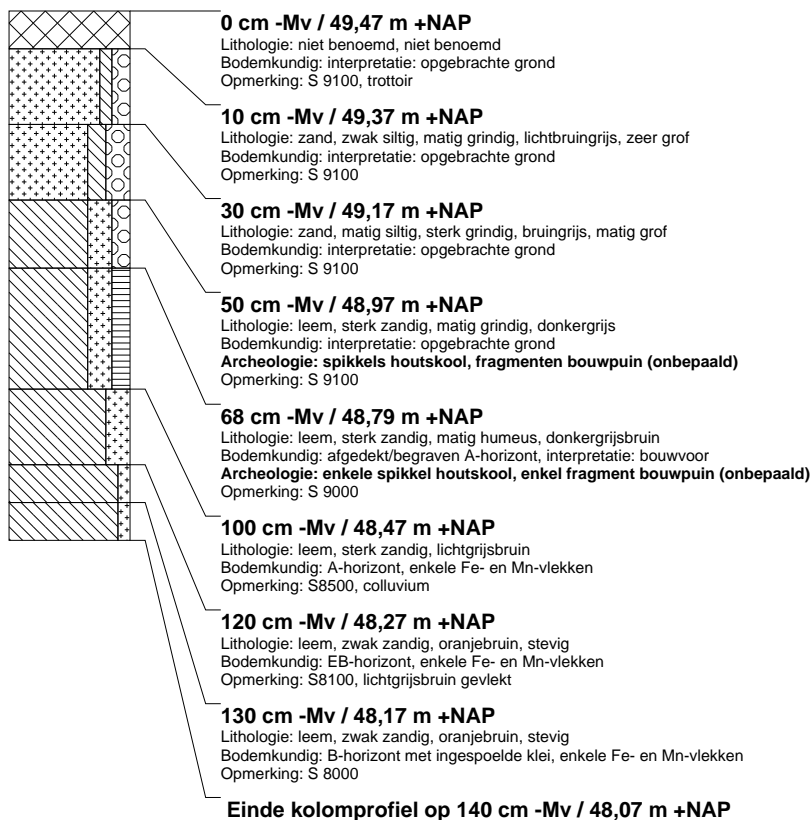 0 cm -Mv / 49,47 m +NAP
Lithologie: niet benoemd, niet benoemd
Bodemkundig: interpretatie: opgebrachte grond
Opmerking: S 9100, trottoir
10 cm -Mv / 49,37 m +NAP
Lithologie: zand, zwak siltig, matig grindig, lichtbruingrijs, zeer grof
Bodemkundig: interpretatie: opgebrachte grond
Opmerking: S 9100
30 cm -Mv / 49,17 m +NAP
Lithologie: zand, matig siltig, sterk grindig, bruingrijs, matig grof
Bodemkundig: interpretatie: opgebrachte grond
Opmerking: S 9100
50 cm -Mv / 48,97 m +NAP
Lithologie: leem, sterk zandig, matig grindig, donkergrijs
Bodemkundig: interpretatie: opgebrachte grond
Archeologie: spikkels houtskool, fragmenten bouwpuin (onbepaald)
Opmerking: S 9100
68 cm -Mv / 48,79 m +NAP
Lithologie: leem, sterk zandig, matig humeus, donkergrijsbruin
Bodemkundig: afgedekt/begraven A-horizont, interpretatie: bouwvoor
Archeologie: enkele spikkel houtskool, enkel fragment bouwpuin (onbepaald)
Opmerking: S 9000
100 cm -Mv / 48,47 m +NAP
Lithologie: leem, sterk zandig, lichtgrijsbruin
Bodemkundig: A-horizont, enkele Fe- en Mn-vlekken
Opmerking: S8500, colluvium
120 cm -Mv / 48,27 m +NAP
Lithologie: leem, zwak zandig, oranjebruin, stevig
Bodemkundig: EB-horizont, enkele Fe- en Mn-vlekken
Opmerking: S8100, lichtgrijsbruin gevlekt
130 cm -Mv / 48,17 m +NAP
Lithologie: leem, zwak zandig, oranjebruin, stevig
Bodemkundig: B-horizont met ingespoelde klei, enkele Fe- en Mn-vlekken
Opmerking: S 8000
Einde kolomprofiel op 140 cm -Mv / 48,07 m +NAP